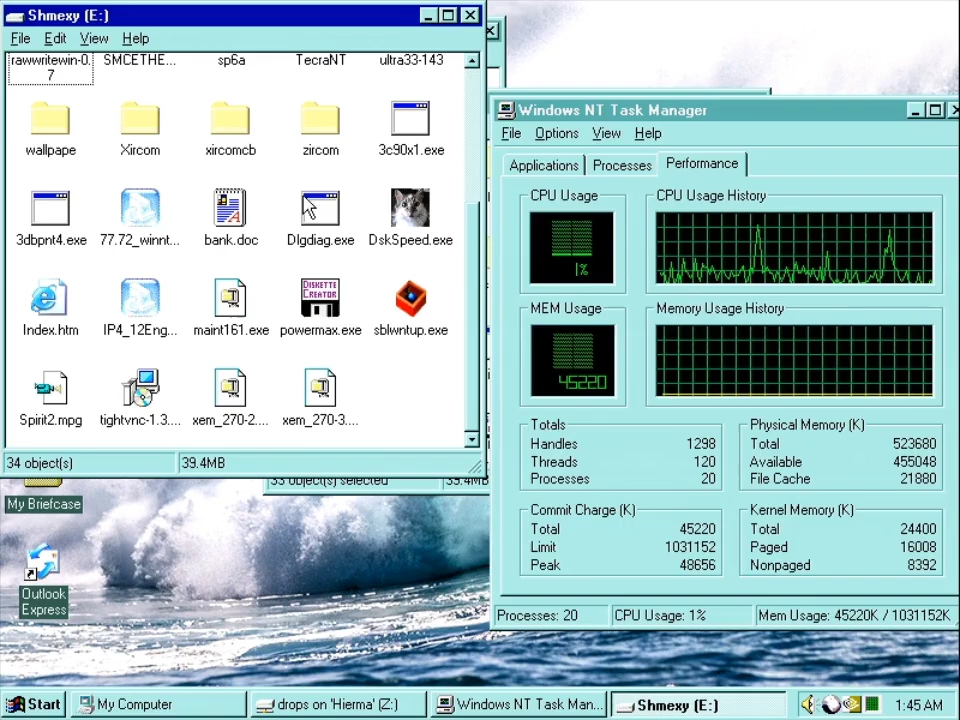 Shmexy (E:)
File Edit View Help
rawwritewin-0.
7
SMCETHE...
sp6a
TecraNT
ultra33-143
wallpape
Xircom
xircomcb
zircom
3c90x1.exe
3dbpnt4.exe
77.72_winnt...
bank.doc
Dlgdiag.exe
DskSpeed.exe
Index.htm
IP4_12Eng...
maint161.exe
DISKETTE
CREATOR
powermax.exe
sblwntup.exe
Spirit2.mpg
tightvnc-1.3....
xem_270-2....
xem_270-3....
34 object(s)
39.4MB
33 object(s) selected
39.4MB
My Briefcase
Outlook
Express
Windows NT Task Manager
File Options View Help
Applications Processes Performance
CPU Usage
1%
CPU Usage History
MEM Usage
45220
Memory Usage History
Totals
Handles 1298
Threads 120
Processes 20
Physical Memory (K)
Total 523680
Available 455048
File Cache 21880
Commit Charge (K)
Total 45220
Limit 1031152
Peak 48656
Kernel Memory (K)
Total 24400
Paged 16008
Nonpaged 8392
Processes: 20
CPU Usage: 1%
Mem Usage: 45220K / 1031152K
Start
My Computer
drops on 'Hierma' (Z:)
Windows NT Task Man...
Shmexy (E:)
1:45 AM